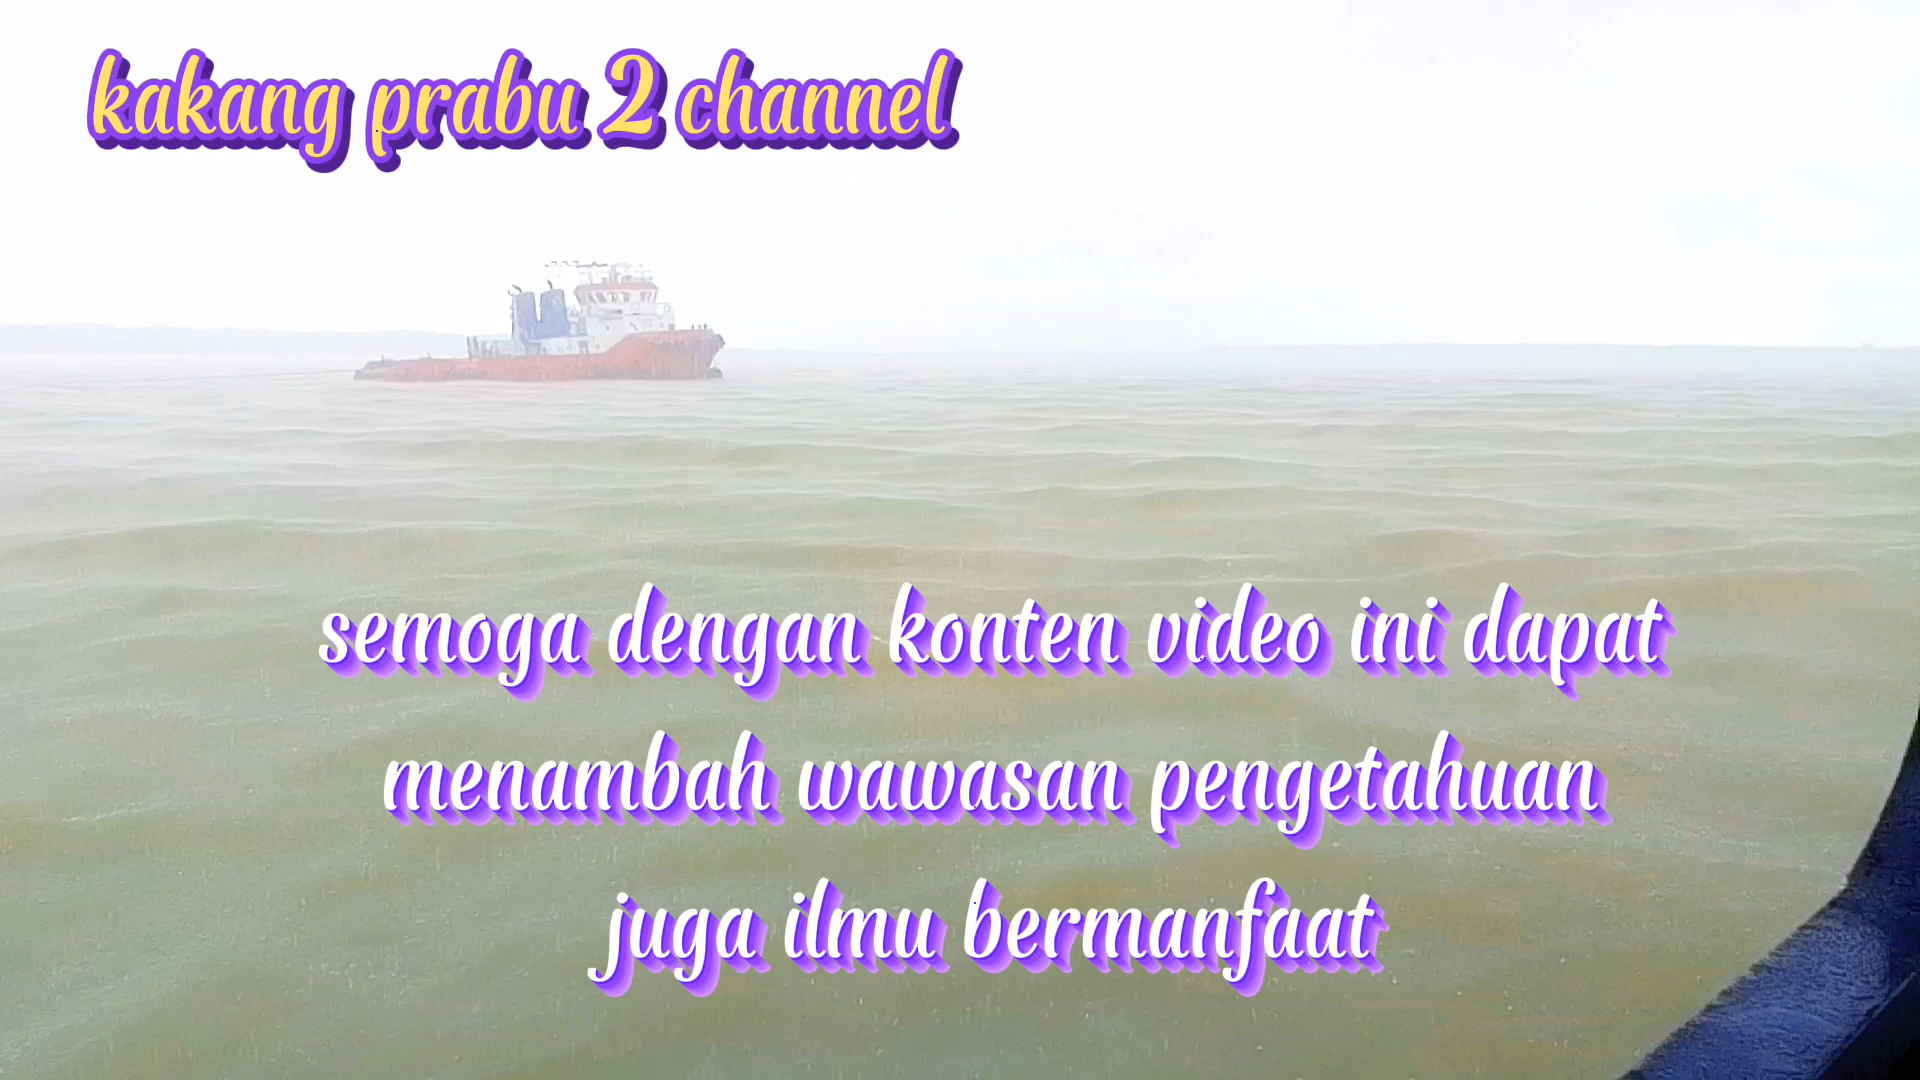 kakang prabu 2 channel
semoga dengan konten video ini dapat
menambah wawasan pengetahuan
juga ilmu bermanfaat